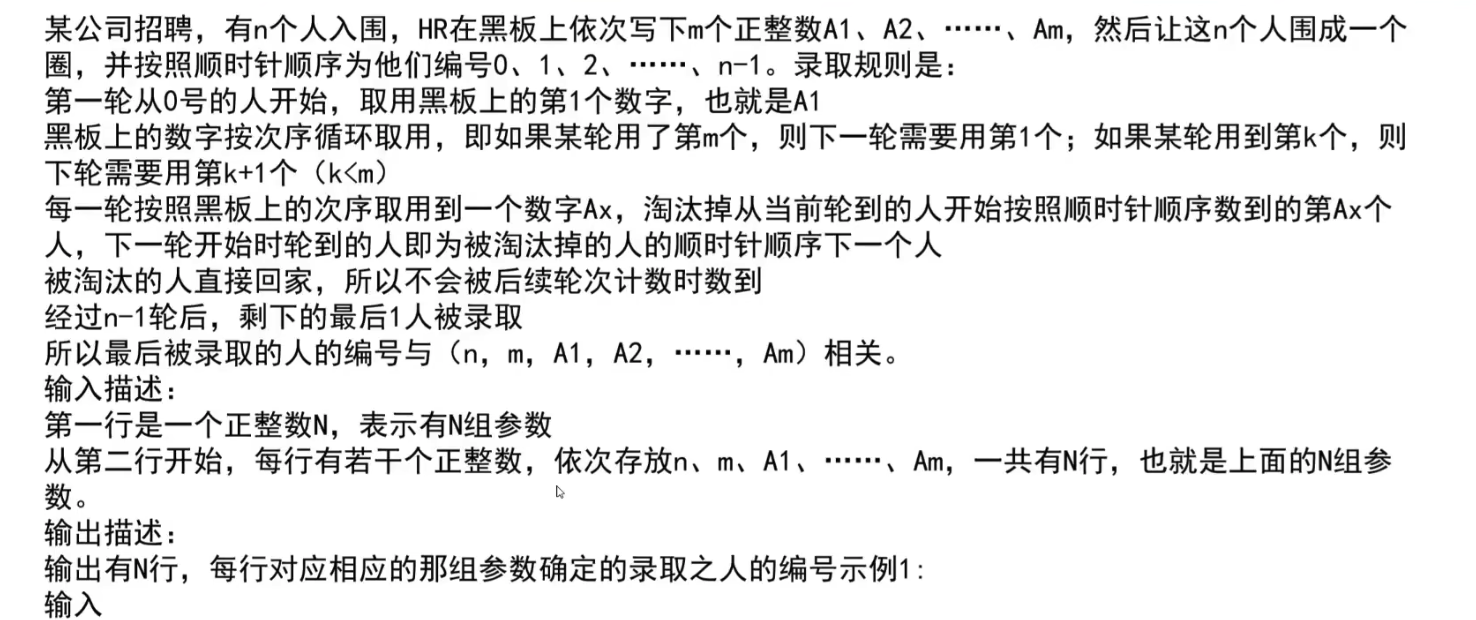 某公司招聘，有n个人入围，HR在黑板上依次写下m个正整数A1、A2、……、Am，然后让这n个人围成一个
圈，并按照顺时针顺序为他们编号0、1、2、……、n-1。录取规则是：
第一轮从0号的人开始，取用黑板上的第1个数字，也就是A1
黑板上的数字按次序循环取用，即如果某轮用了第m个，则下一轮需要用第1个；如果某轮用到第k个，则
下轮需要用第k+1个（k<m）
每一轮按照黑板上的次序取用到一个数字Ax，淘汰掉从当前轮到的人开始按照顺时针顺序数到的第Ax个
人，下一轮开始时轮到的人即为被淘汰掉的人的顺时针顺序下一个人
被淘汰的人直接回家，所以不会被后续轮次计数时数到
经过n-1轮后，剩下的最后1人被录取
所以最后被录取的人的编号与（n，m，A1，A2，……，Am）相关。
输入描述：
第一行是一个正整数N，表示有N组参数
从第二行开始，每行有若干个正整数，依次存放n、m、A1、……、Am，一共有N行，也就是上面的N组参
数。
输出描述：
输出有N行，每行对应相应的那组参数确定的录取之人的编号示例1:
输入